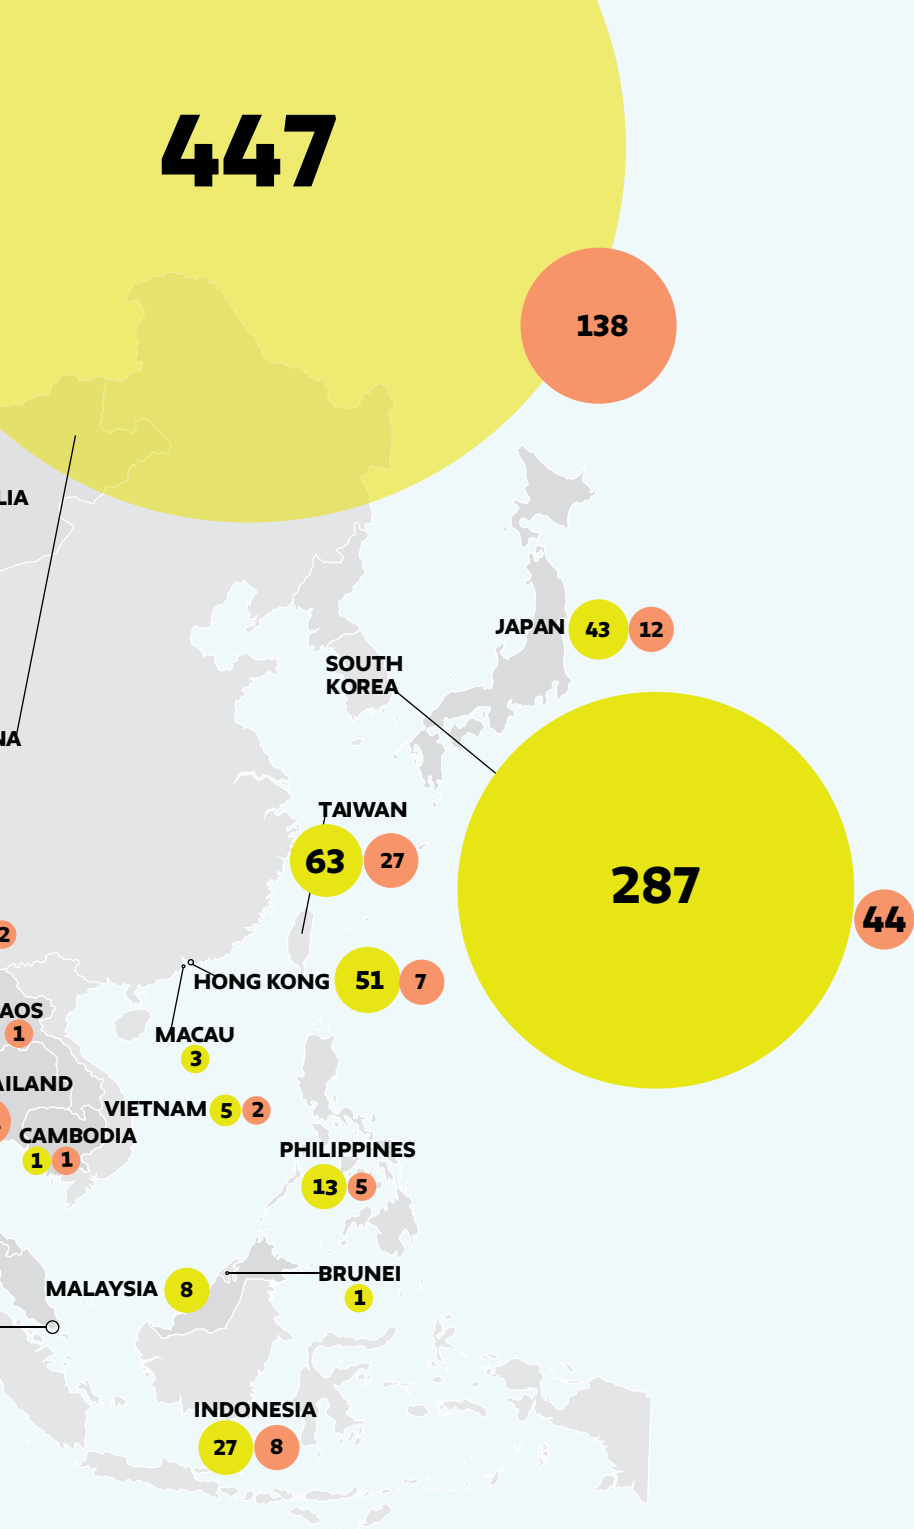 447
138
LIA
JAPAN 43 12
SOUTH
KOREA
NA
TAIWAN
63 27
287
44
2
HONG KONG 51 7
AOS
1
MACAU
3
AILAND
VIETNAM 5 2
CAMBODIA
1 1
PHILIPPINES
13 5
BRUNEI
1
MALAYSIA 8
INDONESIA
27 8